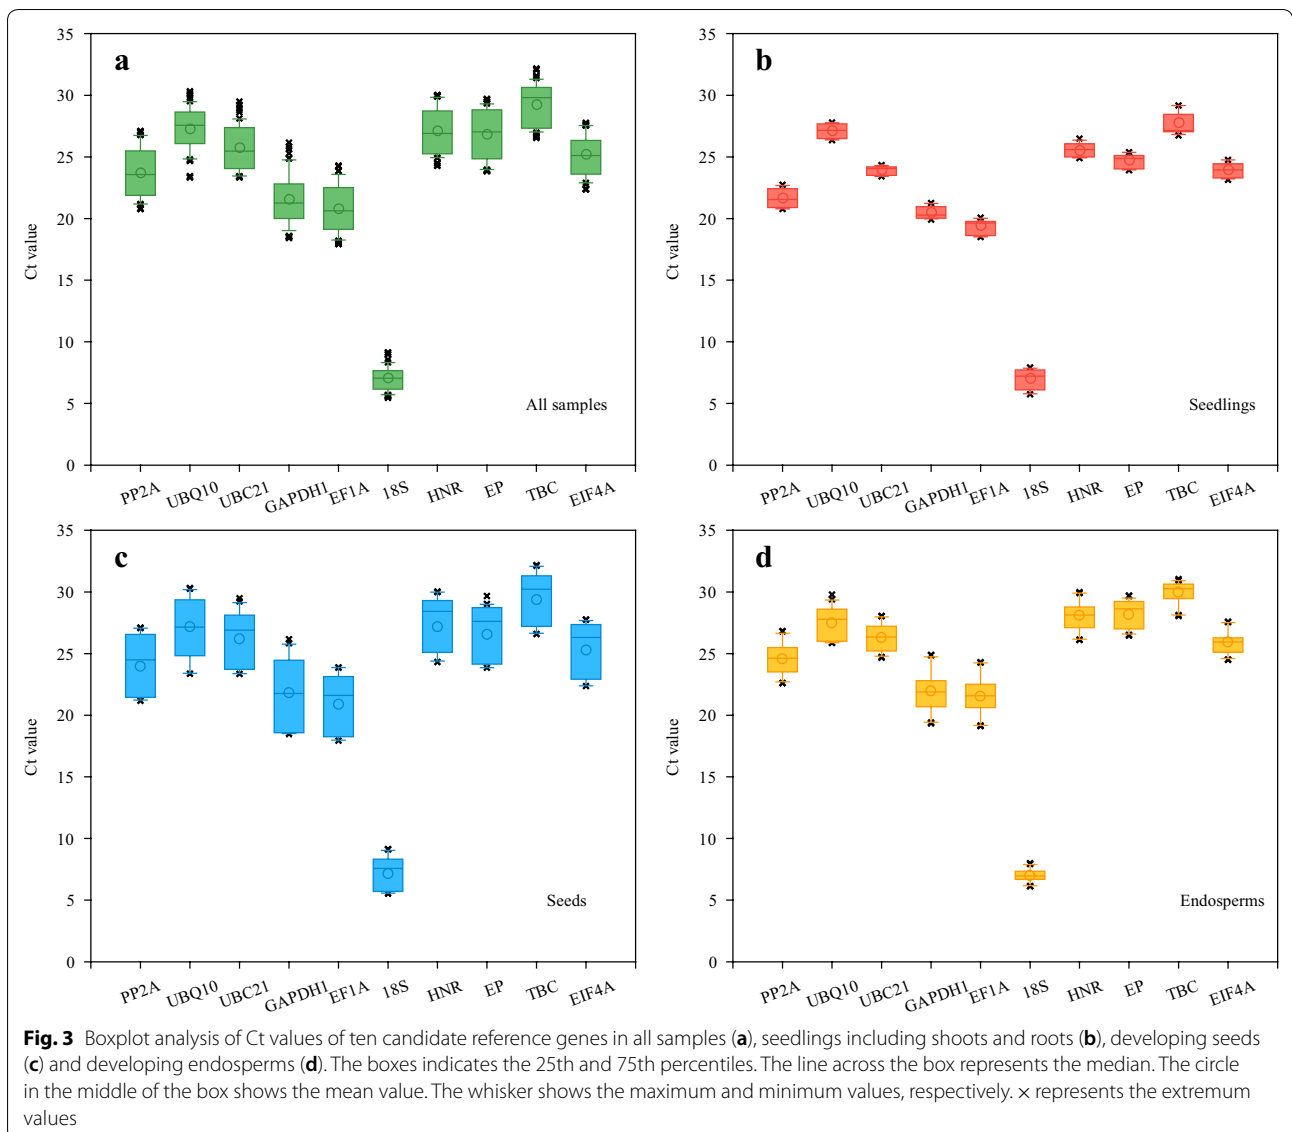 35
30
25
20
15
10
5
0
Ct value
a
All samples
PP2A
UBQ10
UBC21
GAPDH1
EF1A
18S
HNR
EP
TBC
EIF4A
35
30
25
20
15
10
5
0
Ct value
b
Seedlings
PP2A
UBQ10
UBC21
GAPDH1
EF1A
18S
HNR
EP
TBC
EIF4A
35
30
25
20
15
10
5
0
Ct value
c
Seeds
PP2A
UBQ10
UBC21
GAPDH1
EF1A
18S
HNR
EP
TBC
EIF4A
35
30
25
20
15
10
5
0
Ct value
d
Endosperms
PP2A
UBQ10
UBC21
GAPDH1
EF1A
18S
HNR
EP
TBC
EIF4A
Fig. 3 Boxplot analysis of Ct values of ten candidate reference genes in all samples (a), seedlings including shoots and roots (b), developing seeds
(c) and developing endosperms (d). The boxes indicates the 25th and 75th percentiles. The line across the box represents the median. The circle
in the middle of the box shows the mean value. The whisker shows the maximum and minimum values, respectively. × represents the extremum
values